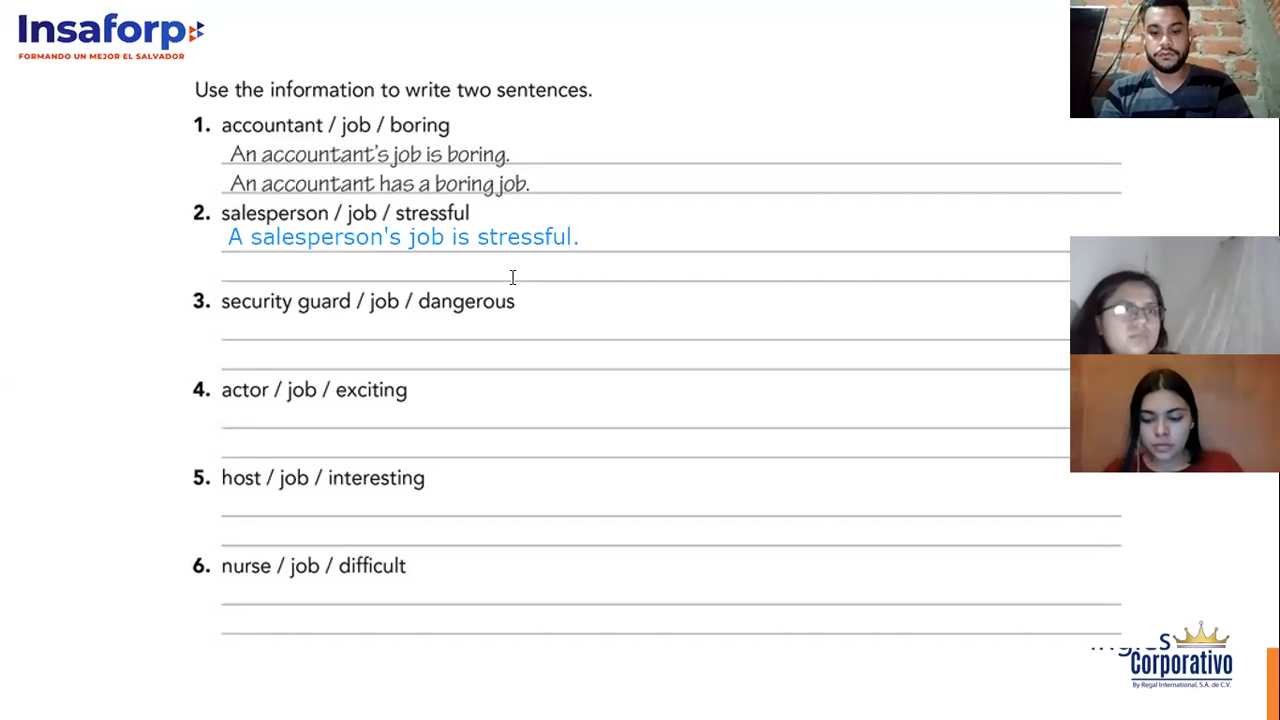 Insaforp
FORMANDO UN MEJOR EL SALVADOR
Use the information to write two sentences.
1. accountant / job / boring
An accountant's job is boring.
An accountant has a boring job.
2. salesperson / job / stressful
A salesperson's job is stressful.
3. security guard / job / dangerous
4. actor / job / exciting
5. host / job / interesting
6. nurse / job / difficult
Corporativo
By Regal International, S.A. de C.V.